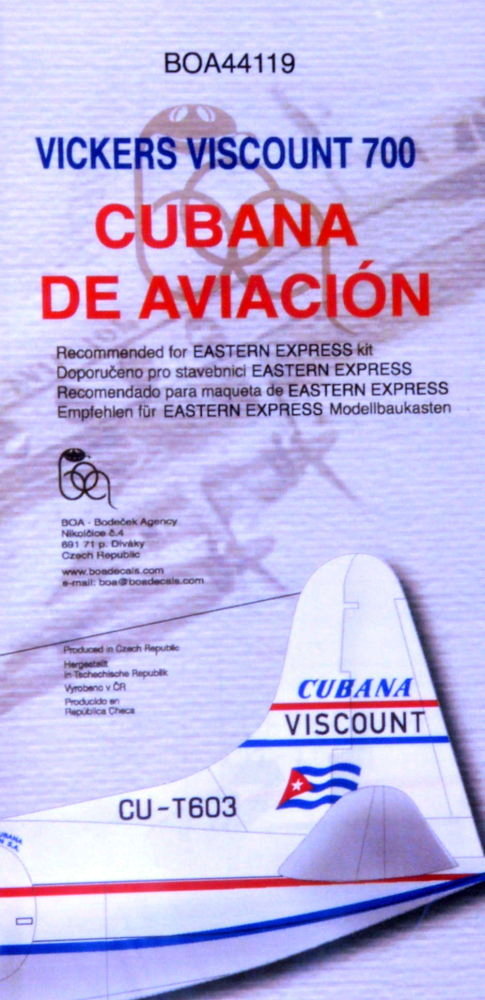 BOA44119
VICKERS VISCOUNT 700
CUBANA
DE AVIACIÓN
Recommended for EASTERN EXPRESS kit
Doporučeno pro stavebnici EASTERN EXPRESS
Recomendado para maqueta de EASTERN EXPRESS
Empfehlen für EASTERN EXPRESS Modellbaukasten
BOA - Bodeček Agency
Nikolčice č.4
691 71 p. Diváky
Czech Republic
www.boadecals.com
e-mail: boa@boadecals.com
Produced in Czech Republic
Hergestellt
in Tschechische Republik
Vyrobeno v ČR
Producido en
República Checa
CUBANA
VISCOUNT
CU-T603